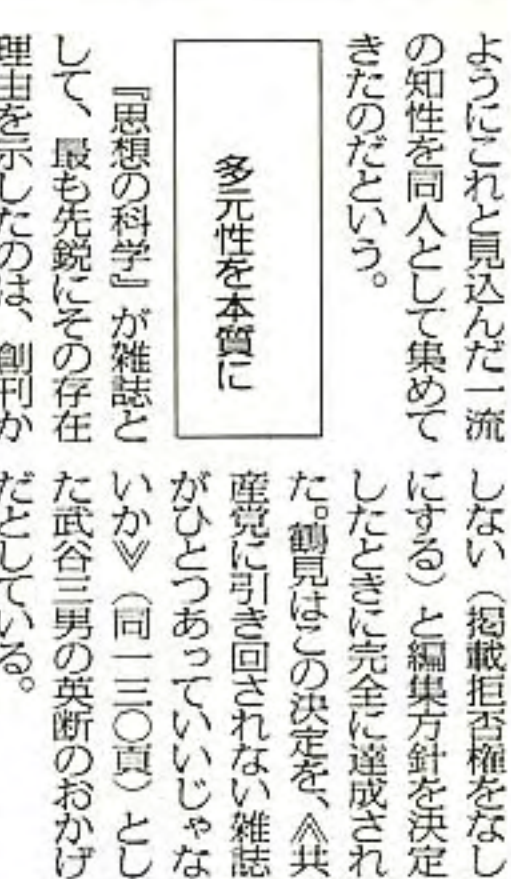 ようにこれと見込んだ一流
の知性を同人として集めて
きたのだという。
多元性を本質に
『思想の科学』が雑誌と
して、最も先鋭にその存在
理由を示したのは、創刊か
しない（掲載拒否権をなし
にする）と編集方針を決定
したときに完全に達成され
た。鶴見はこの決定を、≪共
産党に引き回されない雑誌
がひとつあっていいじゃな
いか≫（同一三〇頁）とし
た武谷三男の英断のおかげ
だとしている。